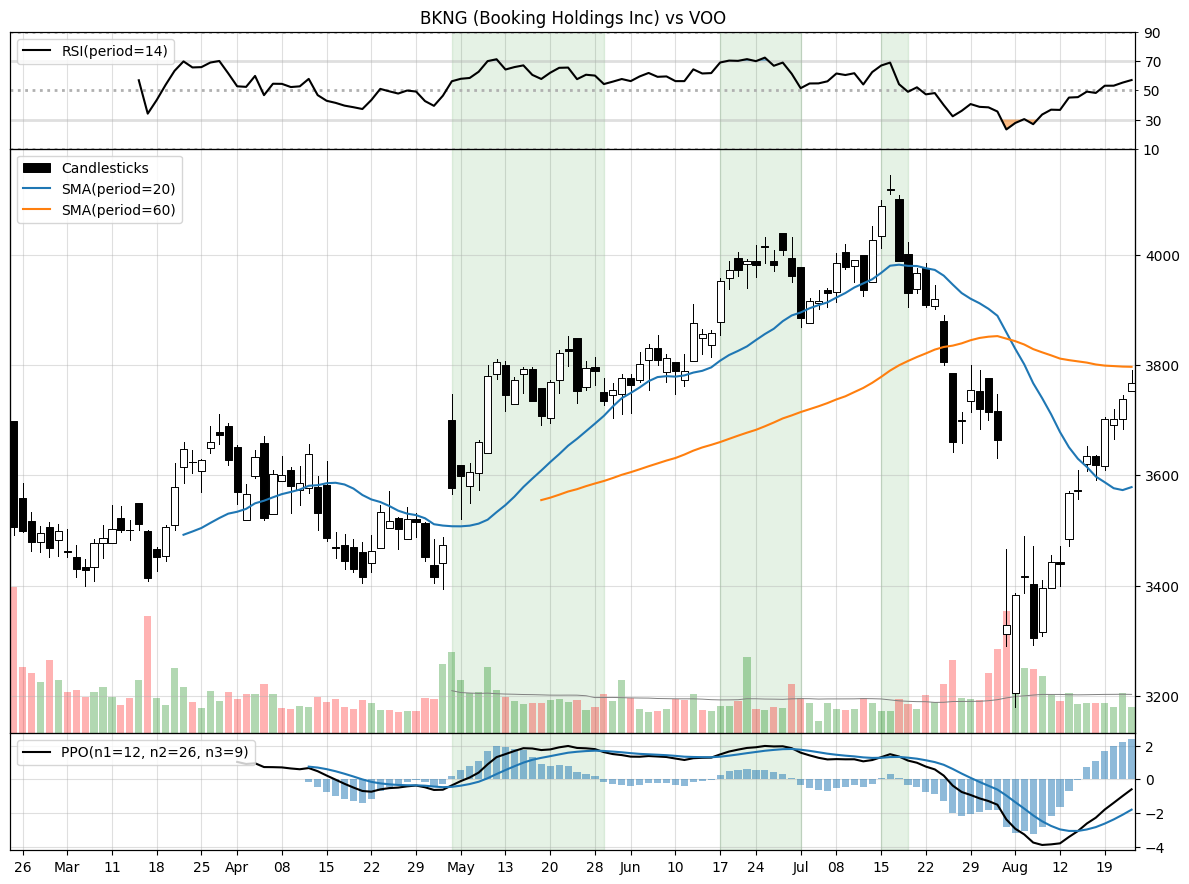 BKNG (Booking Holdings Inc) vs VOO
RSI(period=14)
90
70
50
30
10
Candlesticks
SMA(period=20)
SMA(period=60)
4000
3800
3600
3400
3200
PPO(n1=12, n2=26, n3=9)
2
0
−2
−4
26 Mar 11 18 25 Apr 08 15 22 29 May 13 20 28 Jun 10 17 24 Jul 08 15 22 29 Aug 12 19